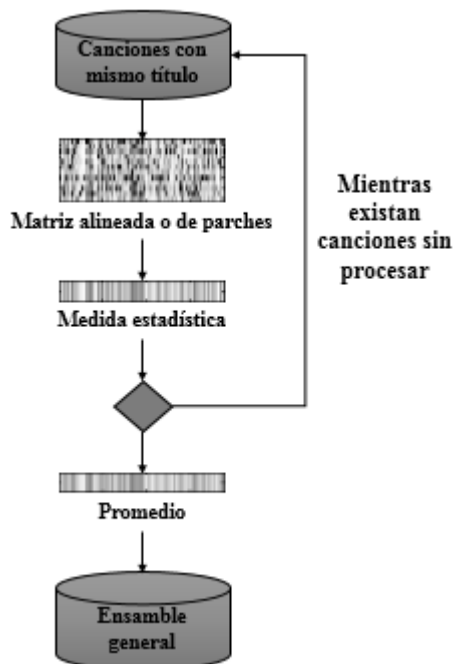 Canciones con
mismo título
Matriz alineada o de parches
Medida estadística
Mientras
existan
canciones sin
procesar
Promedio
Ensamble
general